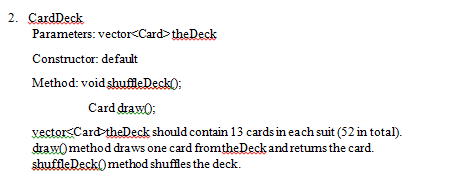 2. CardDeck
Parameters: vector<Card> theDeck
Constructor: default
Method: void shuffleDeck();
Card draw();
vector<Card>theDeck should contain 13 cards in each suit (52 in total).
draw() method draws one card fromtheDeck and returns the card.
shuffleDeck() method shuffles the deck.